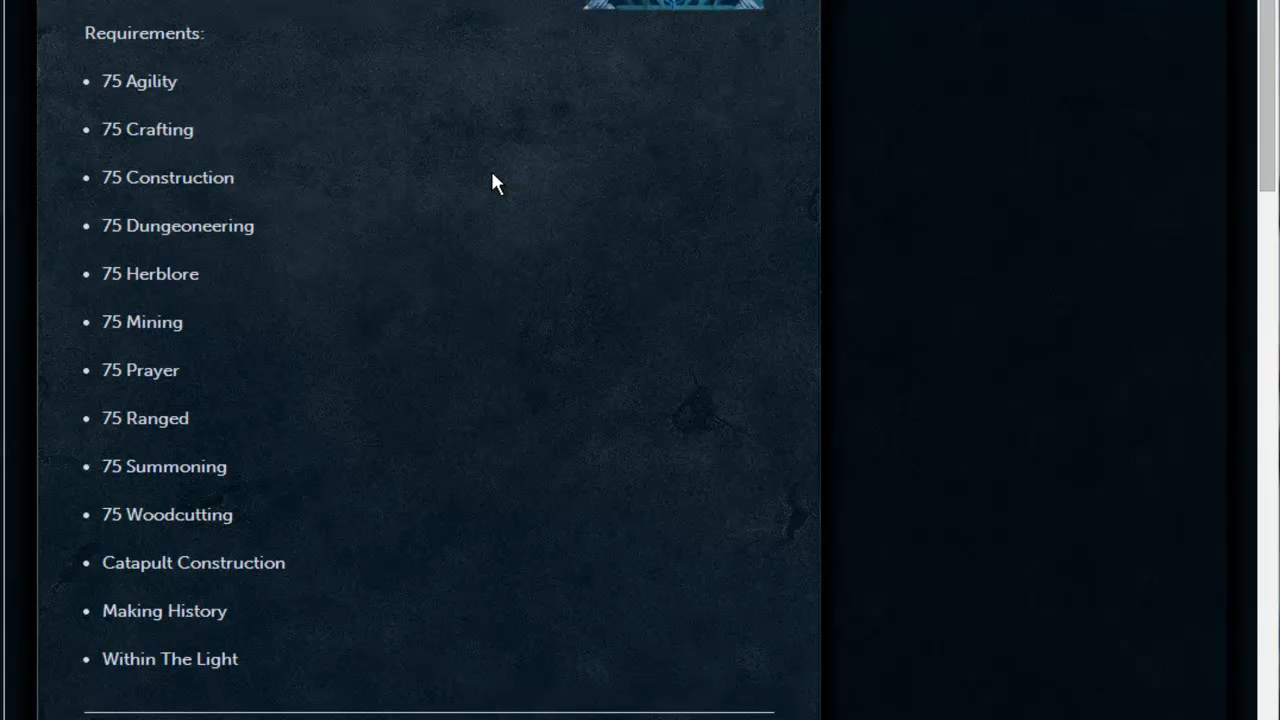 Requirements:
• 75 Agility
• 75 Crafting
• 75 Construction
• 75 Dungeoneering
• 75 Herblore
• 75 Mining
• 75 Prayer
• 75 Ranged
• 75 Summoning
• 75 Woodcutting
• Catapult Construction
• Making History
• Within The Light